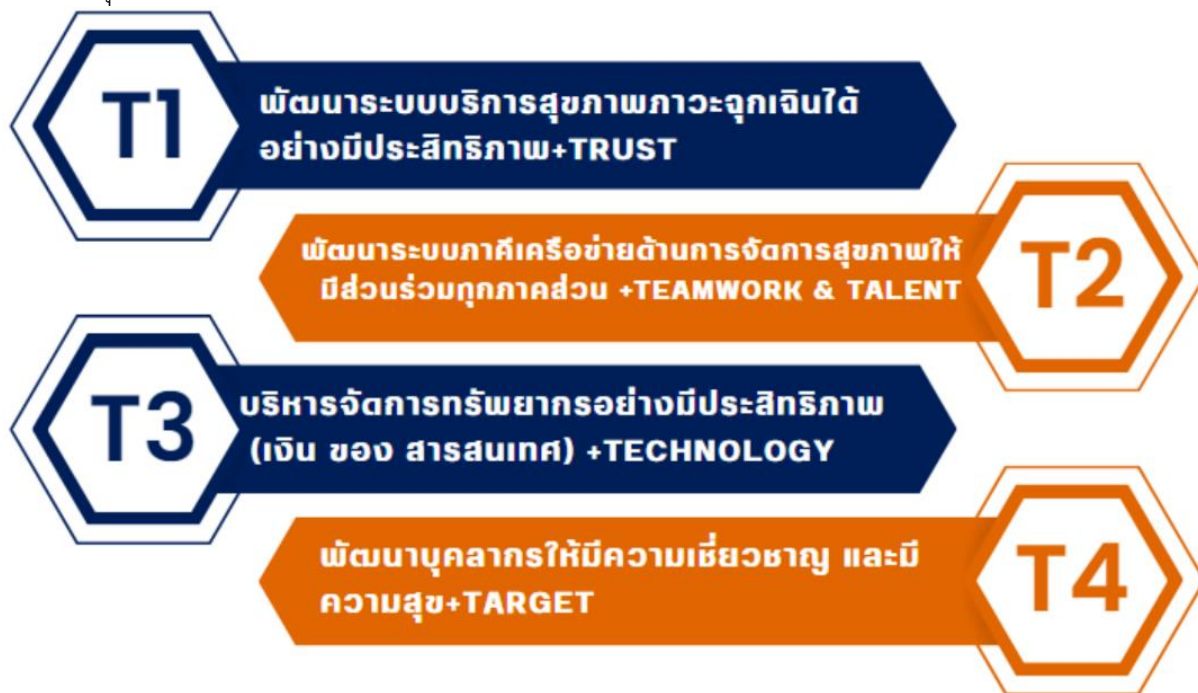 T1
พัฒนาระบบบริการสุขภาพภาวะฉุกเฉินได้
อย่างมีประสิทธิภาพ+TRUST
พัฒนาระบบภาคีเครือข่ายด้านการจัดการสุขภาพให้
มีส่วนร่วมทุกภาคส่วน +TEAMWORK & TALENT
T2
T3
บริหารจัดการทรัพยากรอย่างมีประสิทธิภาพ
(เงิน ของ สารสนเทศ) +TECHNOLOGY
พัฒนาบุคลากรให้มีความเชี่ยวชาญ และมี
ความสุข+TARGET
T4